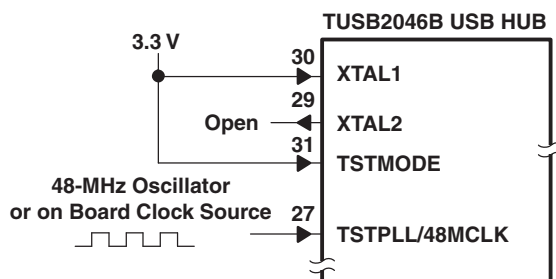 TUSB2046B USB HUB
3.3 V
30
XTAL1
29
Open
XTAL2
31
TSTMODE
48-MHz Oscillator
or on Board Clock Source
27
TSTPLL/48MCLK